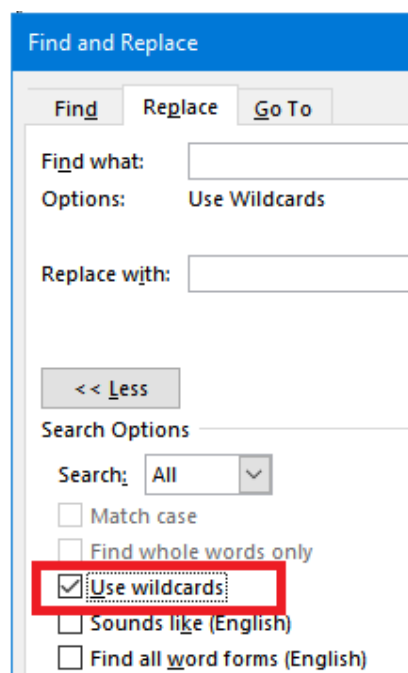 Find and Replace
Find Replace Go To
Find what:
Options: Use Wildcards
Replace with:
<< Less
Search Options
Search: All
Match case
Find whole words only
Use wildcards
Sounds like (English)
Find all word forms (English)